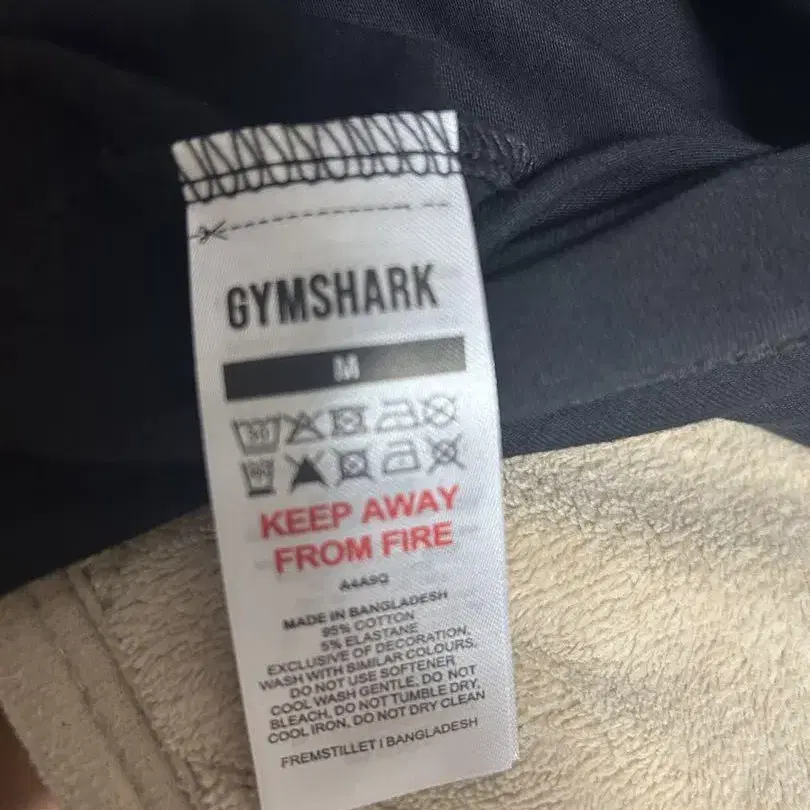 GYMSHARK
M
30
KEEP AWAY
FROM FIRE
A4A9Q
MADE IN BANGLADESH
95% COTTON
5% ELASTANE
EXCLUSIVE OF DECORATION,
WASH WITH SIMILAR COLOURS,
DO NOT USE SOFTENER
COOL WASH GENTLE, DO NOT
BLEACH, DO NOT TUMBLE DRY,
COOL IRON, DO NOT DRY CLEAN
FREMSTILLET I BANGLADESH